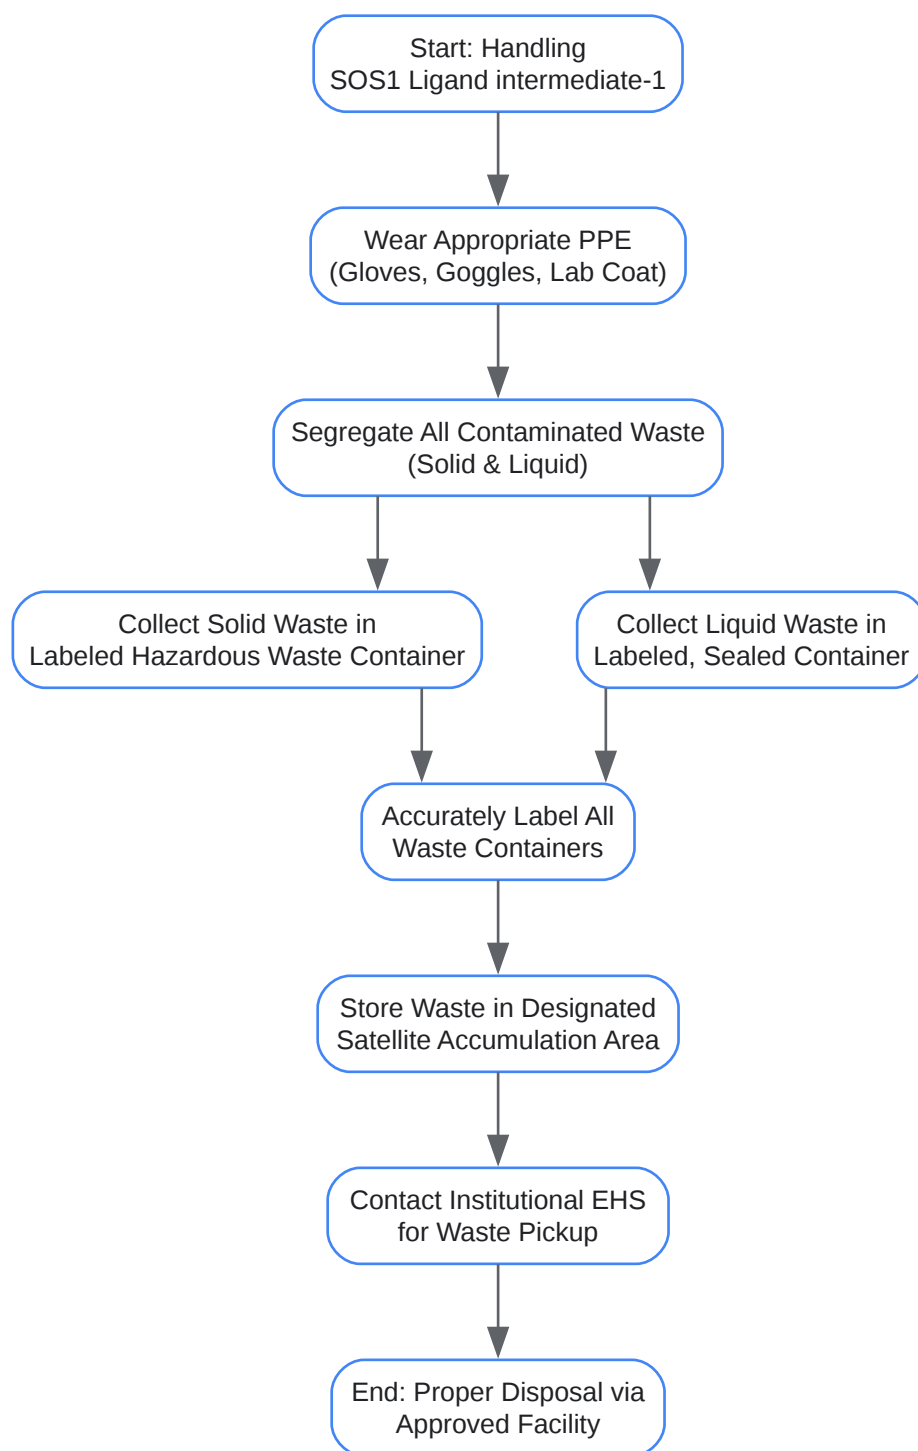 Start: Handling
SOS1 Ligand intermediate-1
Wear Appropriate PPE
(Gloves, Goggles, Lab Coat)
Segregate All Contaminated Waste
(Solid & Liquid)
Collect Solid Waste in
Labeled Hazardous Waste Container
Collect Liquid Waste in
Labeled, Sealed Container
Accurately Label All
Waste Containers
Store Waste in Designated
Satellite Accumulation Area
Contact Institutional EHS
for Waste Pickup
End: Proper Disposal via
Approved Facility